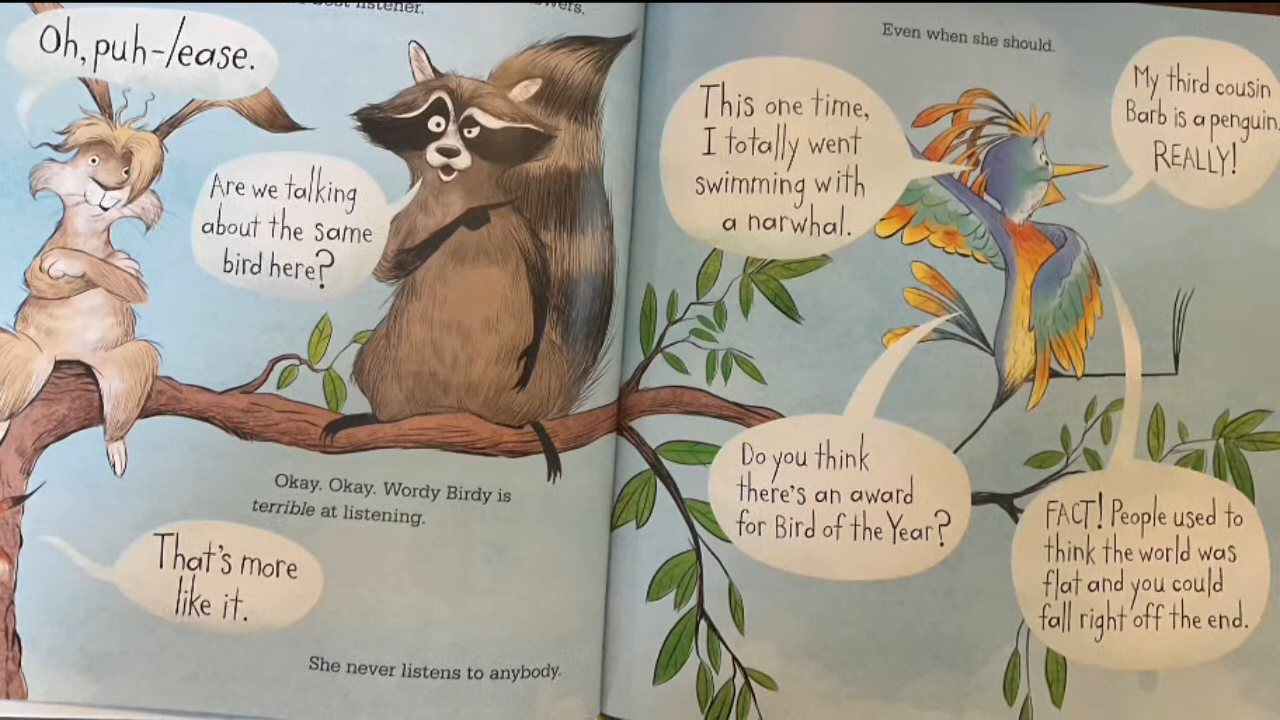 listener.
Oh, puh-lease.
Are we talking
about the same
bird here?
Okay. Okay. Wordy Birdy is
terrible at listening.
That's more
like it.
She never listens to anybody.
Even when she should.
This one time,
I totally went
swimming with
a narwhal.
My third cousin
Barb is a penguin.
REALLY!
Do you think
there's an award
for Bird of the Year?
FACT! People used to
think the world was
flat and you could
fall right off the end.